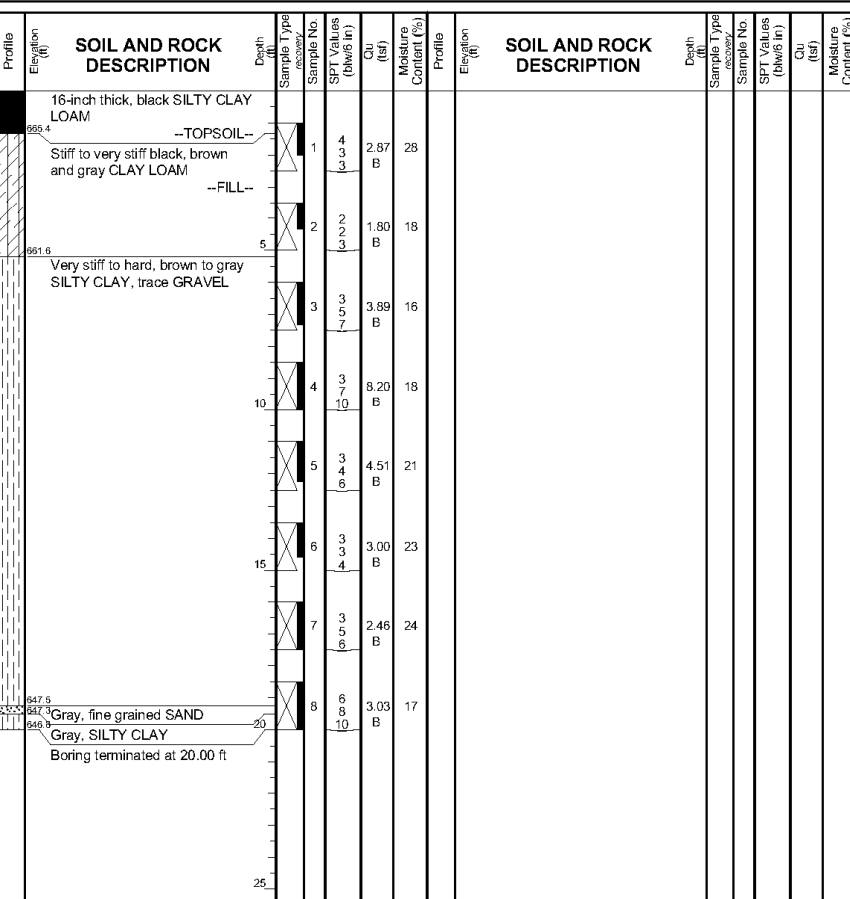 Profile
Elevation
(ft)
SOIL AND ROCK
DESCRIPTION
Depth
(ft)
Sample Type
recovery
Sample No.
SPT Values
(blw/6 in)
Qu
(tsf)
Moisture
Content (%)
Profile
Elevation
(ft)
SOIL AND ROCK
DESCRIPTION
Depth
(ft)
Sample Type
recovery
Sample No.
SPT Values
(blw/6 in)
Qu
(tsf)
Moisture
Content (%)
16-inch thick, black SILTY CLAY
LOAM
665.4
--TOPSOIL--
Stiff to very stiff black, brown
and gray CLAY LOAM
--FILL--
1
4
3
3
2.87
B
28
2
2
2
3
1.80
B
18
5
661.6
Very stiff to hard, brown to gray
SILTY CLAY, trace GRAVEL
3
3
5
7
3.89
B
16
4
3
7
10
8.20
B
18
10
5
3
4
6
4.51
B
21
6
3
3
4
3.00
B
23
15
7
3
5
6
2.46
B
24
647.5
647.3
Gray, fine grained SAND
8
6
8
10
3.03
B
17
646.8
20
Gray, SILTY CLAY
Boring terminated at 20.00 ft
25